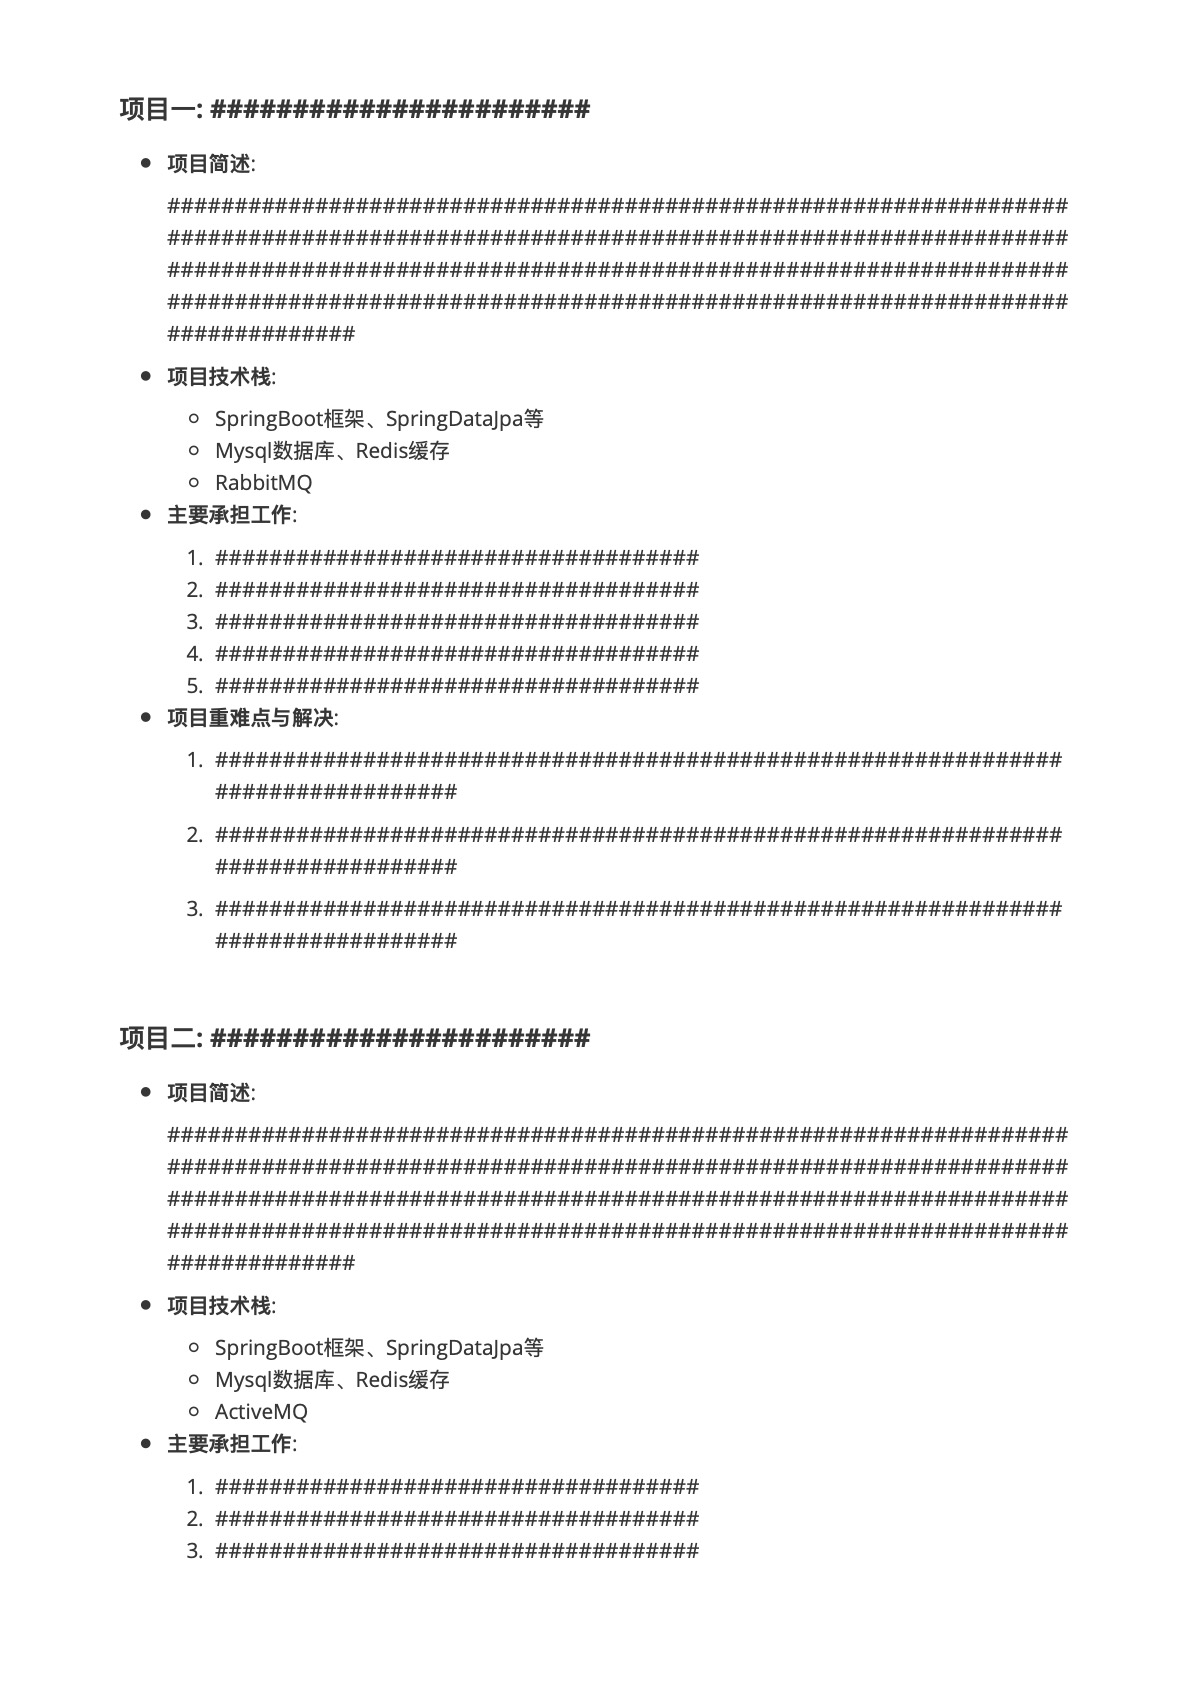 项目一: #######################
项目简述:
###################################################################
###################################################################
###################################################################
###################################################################
##############
项目技术栈:
SpringBoot框架、SpringDataJpa等
Mysql数据库、Redis缓存
RabbitMQ
主要承担工作:
1. ####################################
2. ####################################
3. ####################################
4. ####################################
5. ####################################
项目重难点与解决:
1. ###############################################################
##################
2. ###############################################################
##################
3. ###############################################################
##################
项目二: #######################
项目简述:
###################################################################
###################################################################
###################################################################
###################################################################
##############
项目技术栈:
SpringBoot框架、SpringDataJpa等
Mysql数据库、Redis缓存
ActiveMQ
主要承担工作:
1. ####################################
2. ####################################
3. ####################################